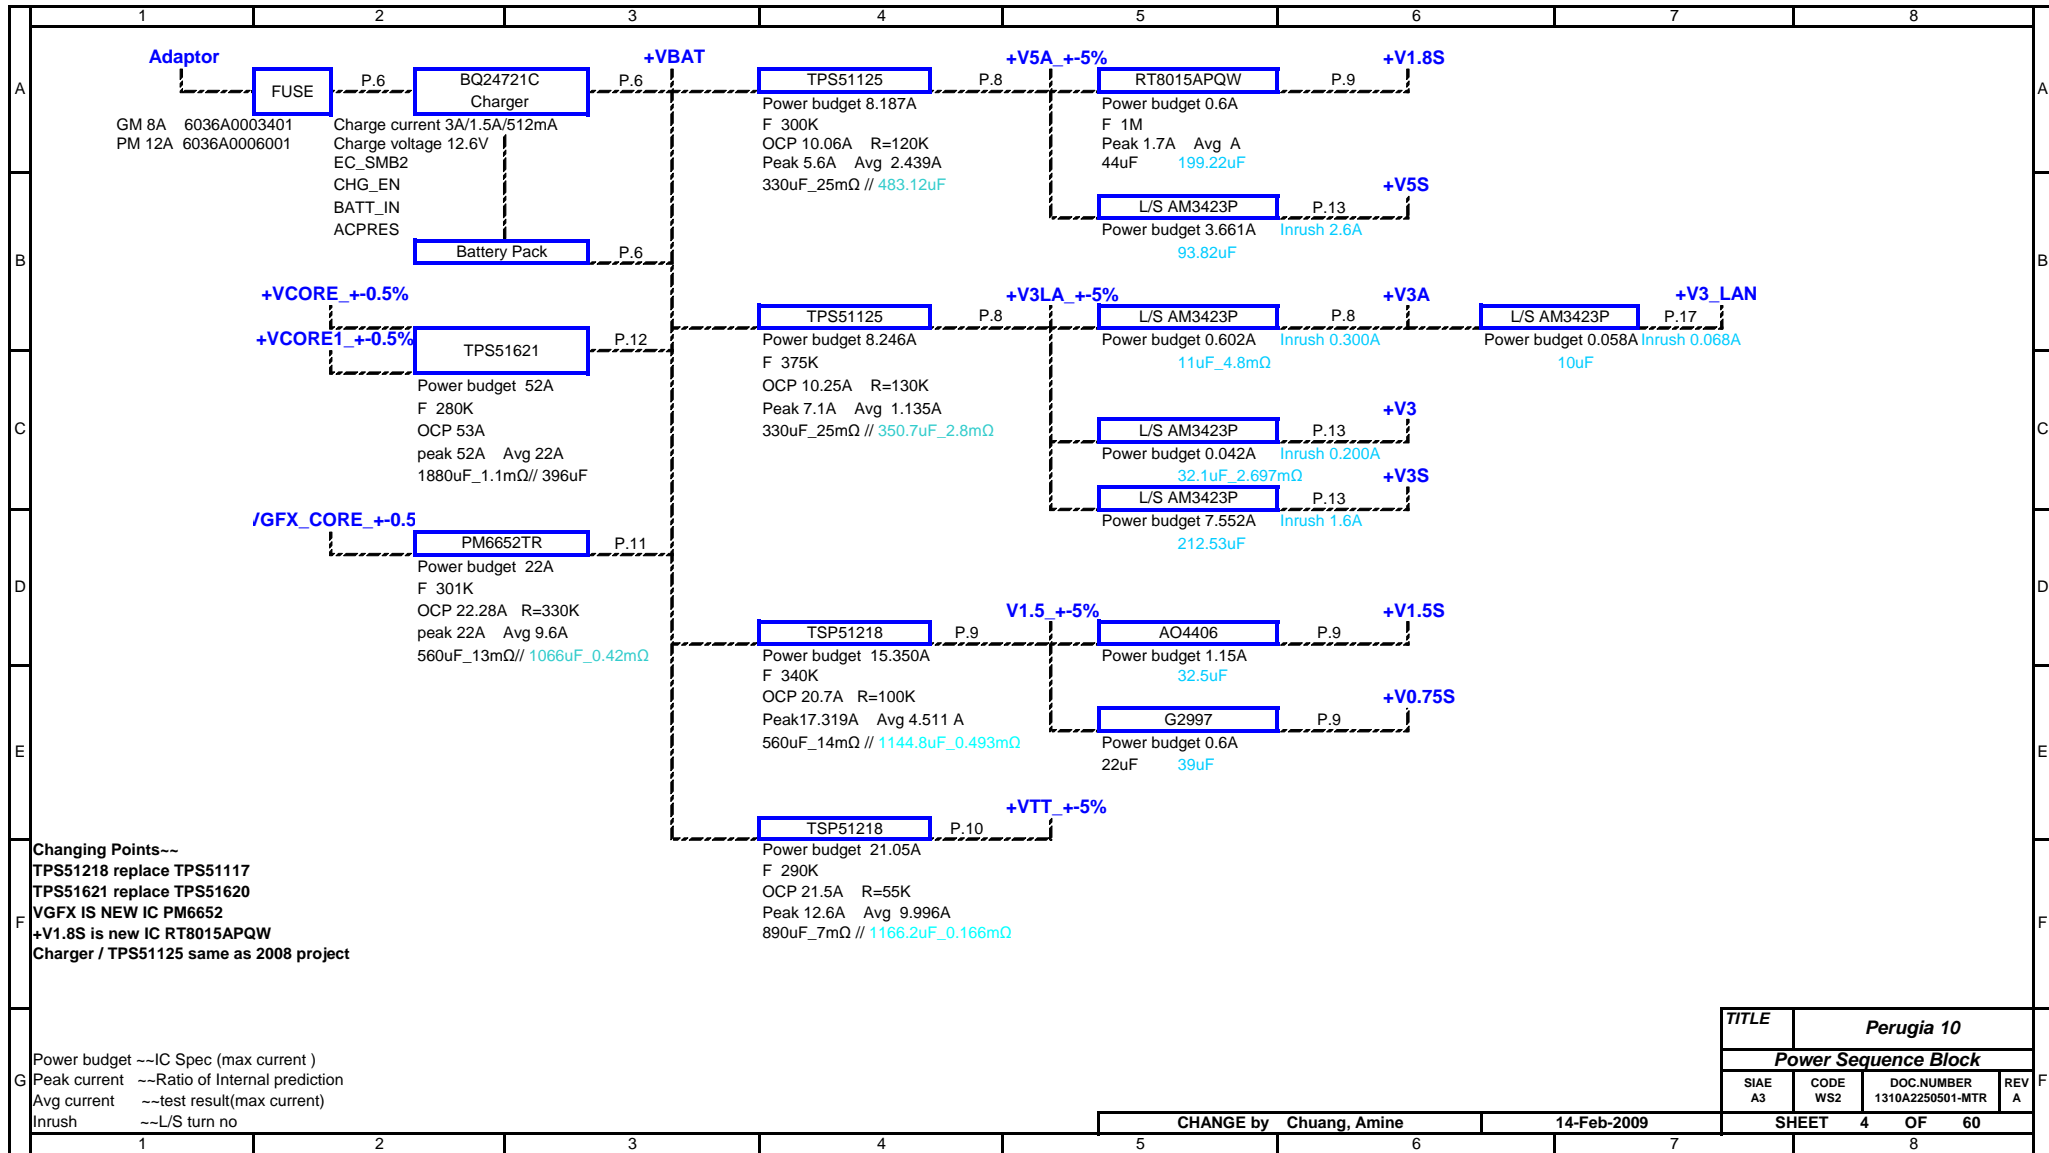 1 2 3 4 5 6 7 8
A
A
B
B
C
C
D
D
E
E
F
F
G
F
Adaptor
FUSE
P.6
BQ24721C
Charger
P.6
+VBAT
GM 8A 6036A0003401
PM 12A 6036A0006001
Charge current 3A/1.5A/512mA
Charge voltage 12.6V
EC_SMB2
CHG_EN
BATT_IN
ACPRES
Battery Pack
P.6
+VCORE_+-0.5%
+VCORE1_+-0.5%
TPS51621
P.12
Power budget 52A
F 280K
OCP 53A
peak 52A Avg 22A
1880uF_1.1mΩ// 396uF
VGFX_CORE_+-0.5
PM6652TR
P.11
Power budget 22A
F 301K
OCP 22.28A R=330K
peak 22A Avg 9.6A
560uF_13mΩ// 1066uF_0.42mΩ
TPS51125
P.8
+V5A_+-5%
Power budget 8.187A
F 300K
OCP 10.06A R=120K
Peak 5.6A Avg 2.439A
330uF_25mΩ // 483.12uF
RT8015APQW
P.9
+V1.8S
Power budget 0.6A
F 1M
Peak 1.7A Avg A
44uF 199.22uF
L/S AM3423P
P.13
+V5S
Power budget 3.661A
Inrush 2.6A
93.82uF
TPS51125
P.8
+V3LA_+-5%
Power budget 8.246A
F 375K
OCP 10.25A R=130K
Peak 7.1A Avg 1.135A
330uF_25mΩ // 350.7uF_2.8mΩ
L/S AM3423P
P.8
+V3A
Power budget 0.602A
Inrush 0.300A
11uF_4.8mΩ
L/S AM3423P
P.17
+V3_LAN
Power budget 0.058A
Inrush 0.068A
10uF
L/S AM3423P
P.13
+V3
Power budget 0.042A
Inrush 0.200A
32.1uF_2.697mΩ
L/S AM3423P
P.13
+V3S
Power budget 7.552A
Inrush 1.6A
212.53uF
TSP51218
P.9
V1.5_+-5%
Power budget 15.350A
F 340K
OCP 20.7A R=100K
Peak17.319A Avg 4.511 A
560uF_14mΩ // 1144.8uF_0.493mΩ
AO4406
P.9
+V1.5S
Power budget 1.15A
32.5uF
G2997
P.9
+V0.75S
Power budget 0.6A
22uF 39uF
TSP51218
P.10
+VTT_+-5%
Power budget 21.05A
F 290K
OCP 21.5A R=55K
Peak 12.6A Avg 9.996A
890uF_7mΩ // 1166.2uF_0.166mΩ
Changing Points~~
TPS51218 replace TPS51117
TPS51621 replace TPS51620
VGFX IS NEW IC PM6652
+V1.8S is new IC RT8015APQW
Charger / TPS51125 same as 2008 project
Power budget ~~IC Spec (max current )
Peak current ~~Ratio of Internal prediction
Avg current ~~test result(max current)
Inrush ~~L/S turn no
TITLE
Perugia 10
Power Sequence Block
SIAE CODE DOC.NUMBER REV
A3 WS2 1310A2250501-MTR A
CHANGE by Chuang, Amine 14-Feb-2009 SHEET 4 OF 60
1 2 3 4 5 6 7 8